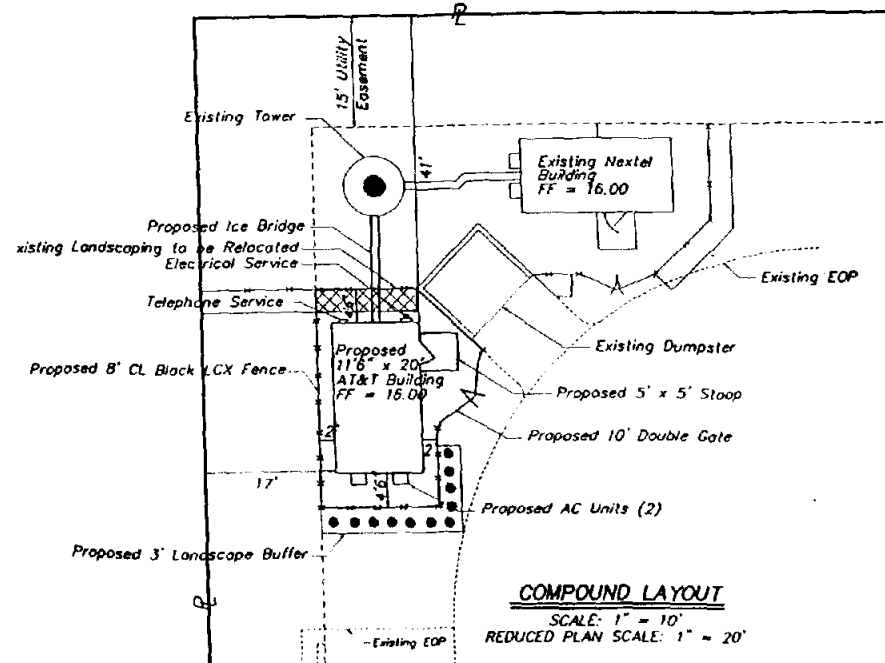 PL
15' Utility
Easement
Existing Tower
41'
Existing Nextel
Building
FF = 16.00
Proposed Ice Bridge
xisting Landscaping to be Relocated
Electrical Service
Existing EOP
Telephone Service
4'6"
Proposed
11'6" x 20'
AT&T Building
FF = 16.00
Existing Dumpster
Proposed 8' CL Black LCX Fence
Proposed 5' x 5' Stoop
2'
Proposed 10' Double Gate
2'
17'
4'6"
Proposed AC Units (2)
Proposed 3' Landscape Buffer
PL
COMPOUND LAYOUT
SCALE: 1" = 10'
REDUCED PLAN SCALE: 1" = 20'
Existing EOP